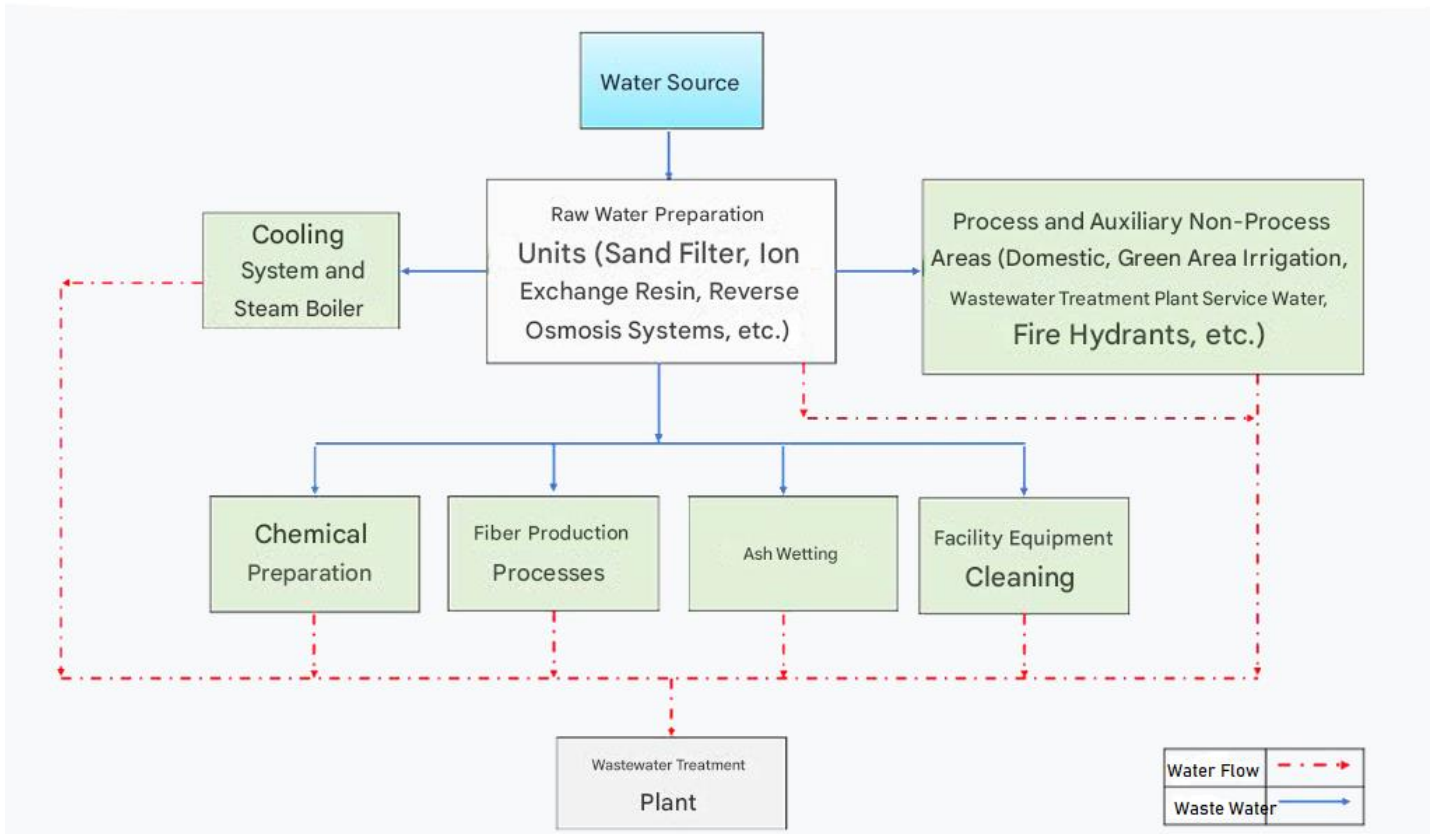 Water Source
Raw Water Preparation
Units (Sand Filter, Ion
Exchange Resin, Reverse
Osmosis Systems, etc.)
Cooling
System and
Steam Boiler
Process and Auxiliary Non-Process
Areas (Domestic, Green Area Irrigation,
Wastewater Treatment Plant Service Water,
Fire Hydrants, etc.)
Chemical
Preparation
Fiber Production
Processes
Ash Wetting
Facility Equipment
Cleaning
Wastewater Treatment
Plant
Water Flow
Waste Water